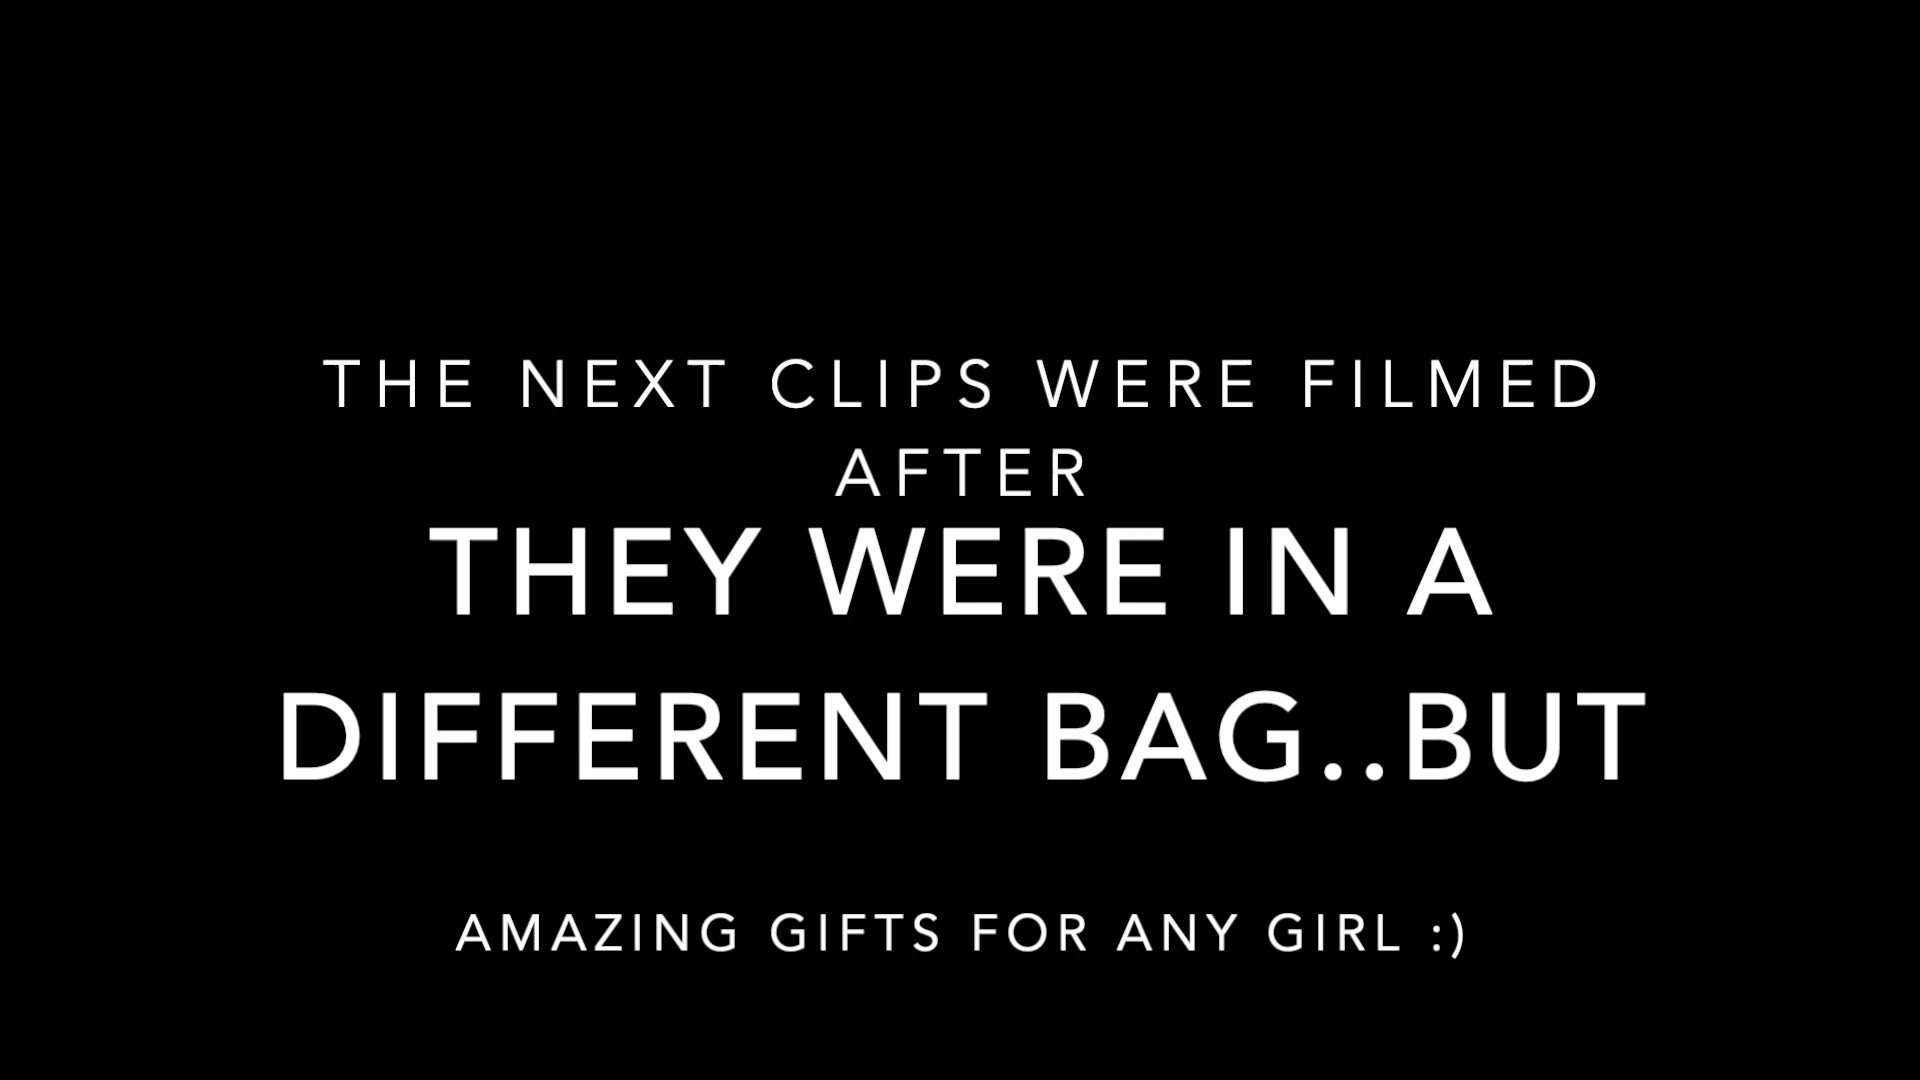 THE NEXT CLIPS WERE FILMED
AFTER
THEY WERE IN A
DIFFERENT BAG..BUT
AMAZING GIFTS FOR ANY GIRL :)